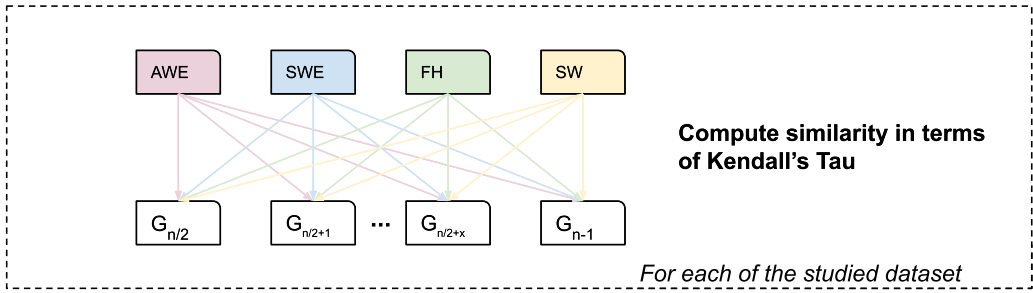 AWE SWE FH SW
Compute similarity in terms
of Kendall's Tau
Gn/2 Gn/2+1 ... Gn/2+x Gn-1
For each of the studied dataset